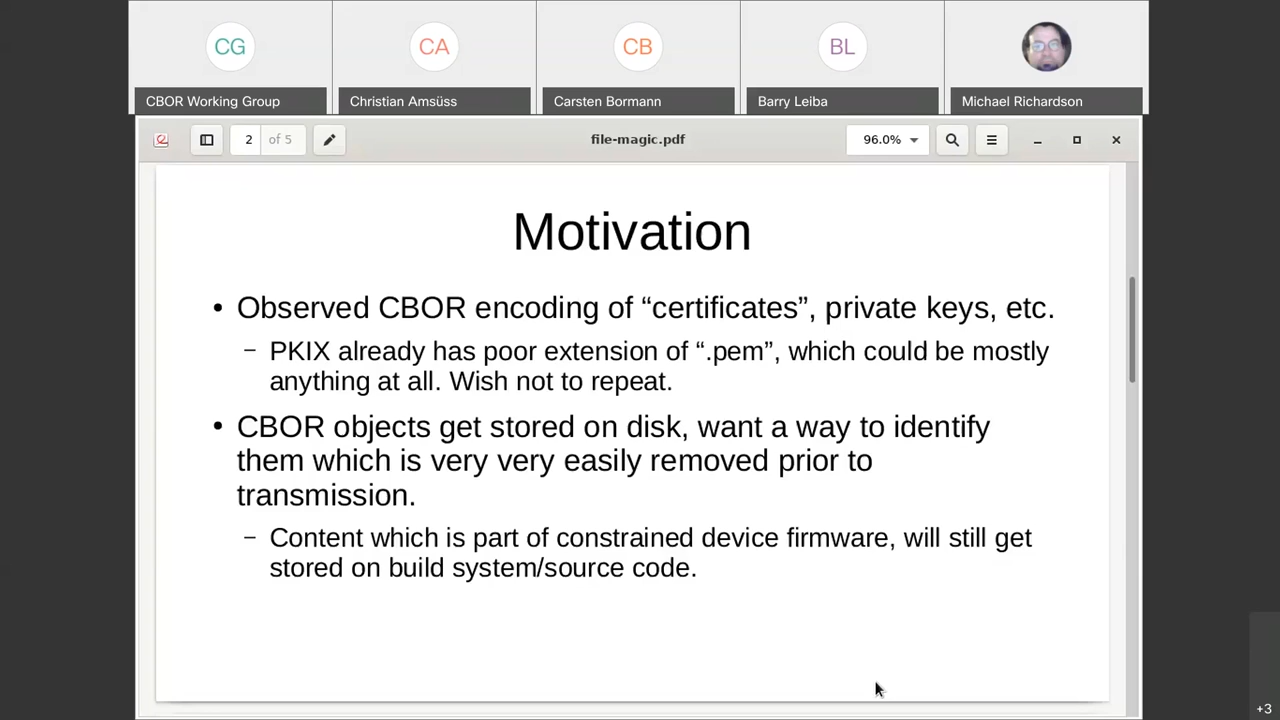 CG
CA
CB
BL
CBOR Working Group
Christian Amsüss
Carsten Bormann
Barry Leiba
Michael Richardson
2 of 5
file-magic.pdf
96.0%
Motivation
• Observed CBOR encoding of “certificates”, private keys, etc.
– PKIX already has poor extension of “.pem”, which could be mostly
anything at all. Wish not to repeat.
• CBOR objects get stored on disk, want a way to identify
them which is very very easily removed prior to
transmission.
– Content which is part of constrained device firmware, will still get
stored on build system/source code.
+3